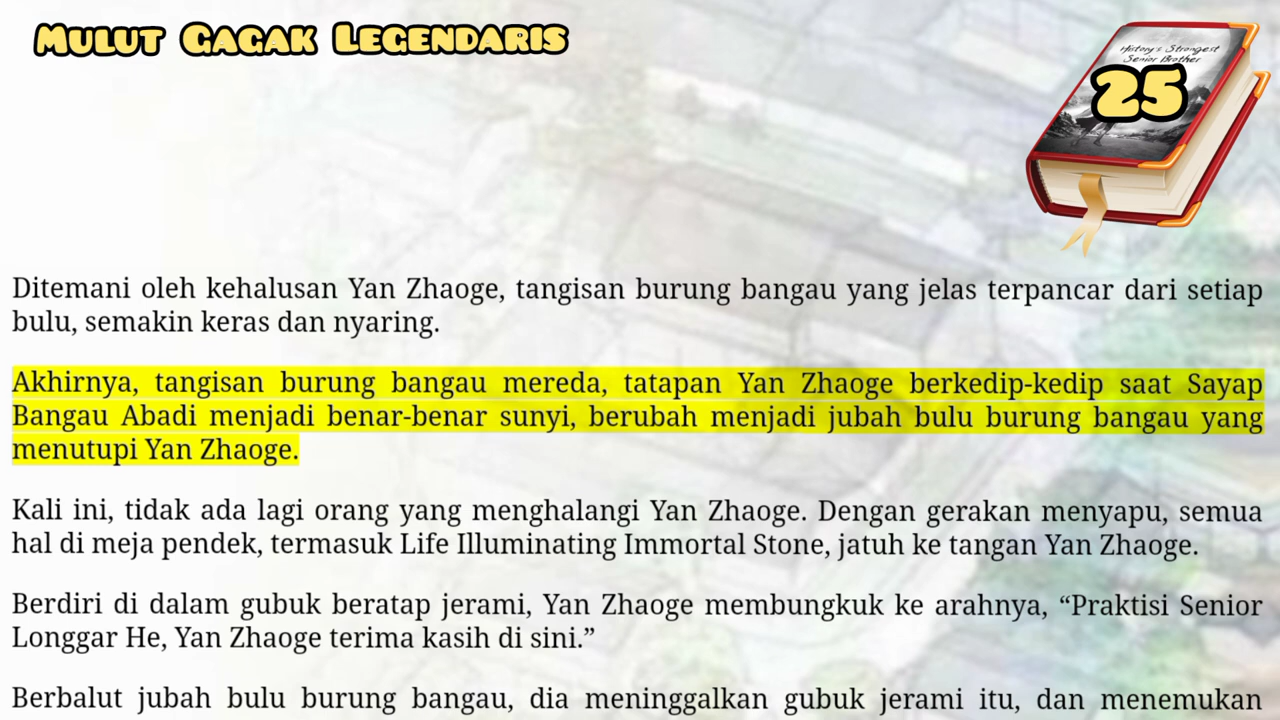 Mulut Gagak Legendaris
History's Strongest
Senior Brother
25
Ditemani oleh kehalusan Yan Zhaoge, tangisan burung bangau yang jelas terpancar dari setiap
bulu, semakin keras dan nyaring.
Akhirnya, tangisan burung bangau mereda, tatapan Yan Zhaoge berkedip-kedip saat Sayap
Bangau Abadi menjadi benar-benar sunyi, berubah menjadi jubah bulu burung bangau yang
menutupi Yan Zhaoge.
Kali ini, tidak ada lagi orang yang menghalangi Yan Zhaoge. Dengan gerakan menyapu, semua
hal di meja pendek, termasuk Life Illuminating Immortal Stone, jatuh ke tangan Yan Zhaoge.
Berdiri di dalam gubuk beratap jerami, Yan Zhaoge membungkuk ke arahnya, “Praktisi Senior
Longgar He, Yan Zhaoge terima kasih di sini.”
Berbalut jubah bulu burung bangau, dia meninggalkan gubuk jerami itu, dan menemukan